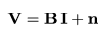 V = B I + n